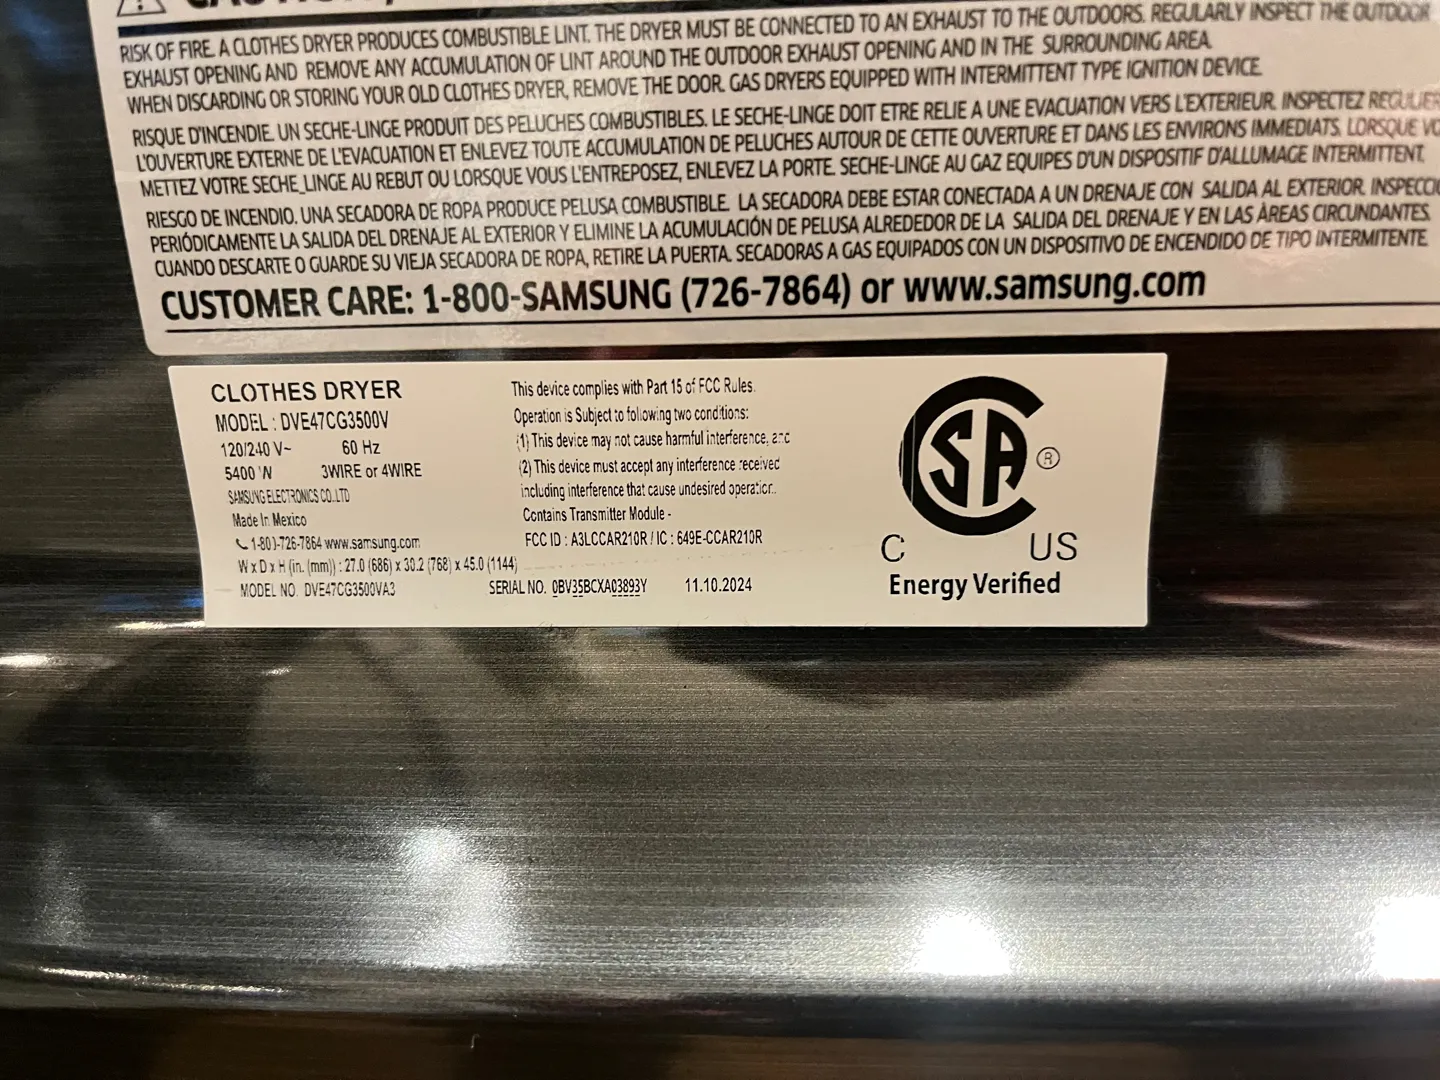 RISK OF FIRE. A CLOTHES DRYER PRODUCES COMBUSTIBLE LINT. THE DRYER MUST BE CONNECTED TO AN EXHAUST TO THE OUTDOORS. REGULARLY INSPECT THE OUTDOOR
EXHAUST OPENING AND REMOVE ANY ACCUMULATION OF LINT AROUND THE OUTDOOR EXHAUST OPENING AND IN THE SURROUNDING AREA.
WHEN DISCARDING OR STORING YOUR OLD CLOTHES DRYER, REMOVE THE DOOR. GAS DRYERS EQUIPPED WITH INTERMITTENT TYPE IGNITION DEVICE.
RISQUE D'INCENDIE. UN SECHE-LINGE PRODUIT DES PELUCHES COMBUSTIBLES. LE SECHE-LINGE DOIT ETRE RELIE A UNE EVACUATION VERS L'EXTERIEUR. INSPECTEZ
L'OUVERTURE EXTERNE DE L'EVACUATION ET ENLEVEZ TOUTE ACCUMULATION DE PELUCHES AUTOUR DE CETTE OUVERTURE ET DANS LES ENVIRONS IMMEDIATS. LORSQUE
METTEZ VOTRE SECHE_LINGE AU REBUT OU LORSQUE VOUS L'ENTREPOSEZ, ENLEVEZ LA PORTE. SECHE-LINGE AU GAZ EQUIPES D'UN DISPOSITIF D'ALLUMAGE INTERMITTENT.
RIESGO DE INCENDIO. UNA SECADORA DE ROPA PRODUCE PELUSA COMBUSTIBLE. LA SECADORA DEBE ESTAR CONECTADA A UN DRENAJE CON SALIDA AL EXTERIOR.
PERIÓDICAMENTE LA SALIDA DEL DRENAJE AL EXTERIOR Y ELIMINE LA ACUMULACIÓN DE PELUSA ALREDEDOR DE LA SALIDA DEL DRENAJE Y EN LAS ÀREAS CIRCUNDANTES.
CUANDO DESCARTE O GUARDE SU VIEJA SECADORA DE ROPA, RETIRE LA PUERTA. SECADORAS A GAS EQUIPADOS CON UN DISPOSITIVO DE ENCENDIDO DE TIPO INTERMITENTE.
CUSTOMER CARE: 1-800-SAMSUNG (726-7864) or www.samsung.com
CLOTHES DRYER
MODEL : DVE47CG3500V
120/240 V~ 60 Hz
5400 W 3WIRE or 4WIRE
SAMSUNG ELECTRONICS CO. LTD
Made In Mexico
1-800-726-7864 www.samsung.com
This device complies with Part 15 of FCC Rules.
Operation is Subject to following two conditions:
(1) This device may not cause harmful interference, and
(2) This device must accept any interference received
including interference that cause undesired operation.
Contains Transmitter Module -
FCC ID : A3LCCAR210R / IC : 649E-CCAR210R
W x D x H (in. (mm)) : 27.0 (686) x 30.2 (768) x 45.0 (1144)
MODEL NO. DVE47CG3500VA3 SERIAL NO. 0BV35BCXA03893Y 11.10.2024
CSA ®
C US
Energy Verified